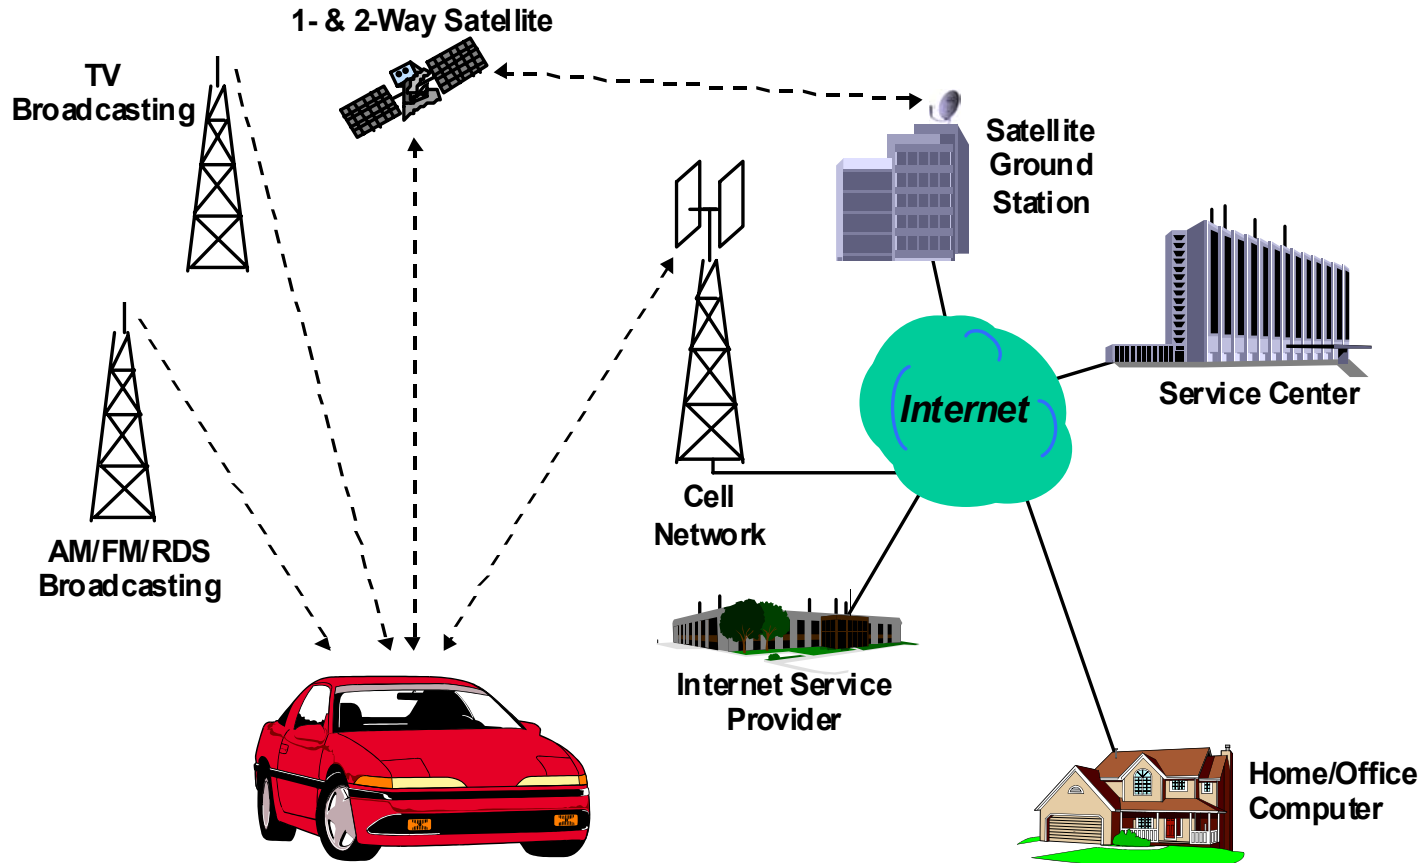 1- & 2-Way Satellite
TV
Broadcasting
Satellite
Ground
Station
Service Center
Internet
Cell
Network
AM/FM/RDS
Broadcasting
Internet Service
Provider
Home/Office
Computer